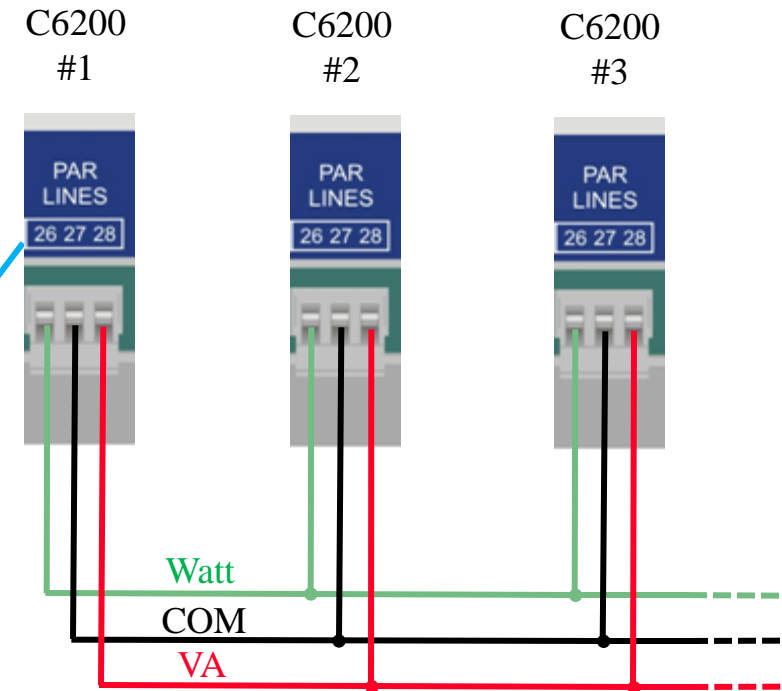 C6200
#1
C6200
#2
C6200
#3
PAR
LINES
26 27 28
PAR
LINES
26 27 28
PAR
LINES
26 27 28
Watt
COM
VA